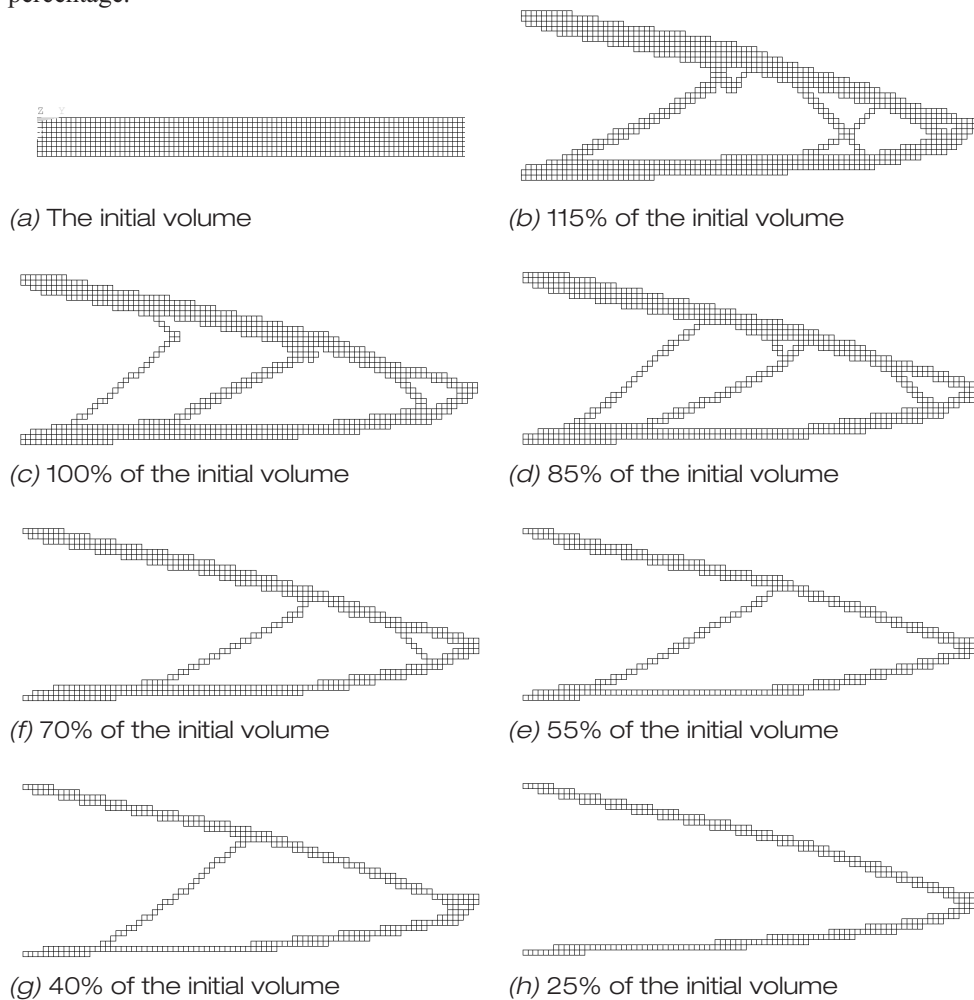 percentage.
Z Y
(a) The initial volume
(b) 115% of the initial volume
(c) 100% of the initial volume
(d) 85% of the initial volume
(f) 70% of the initial volume
(e) 55% of the initial volume
(g) 40% of the initial volume
(h) 25% of the initial volume